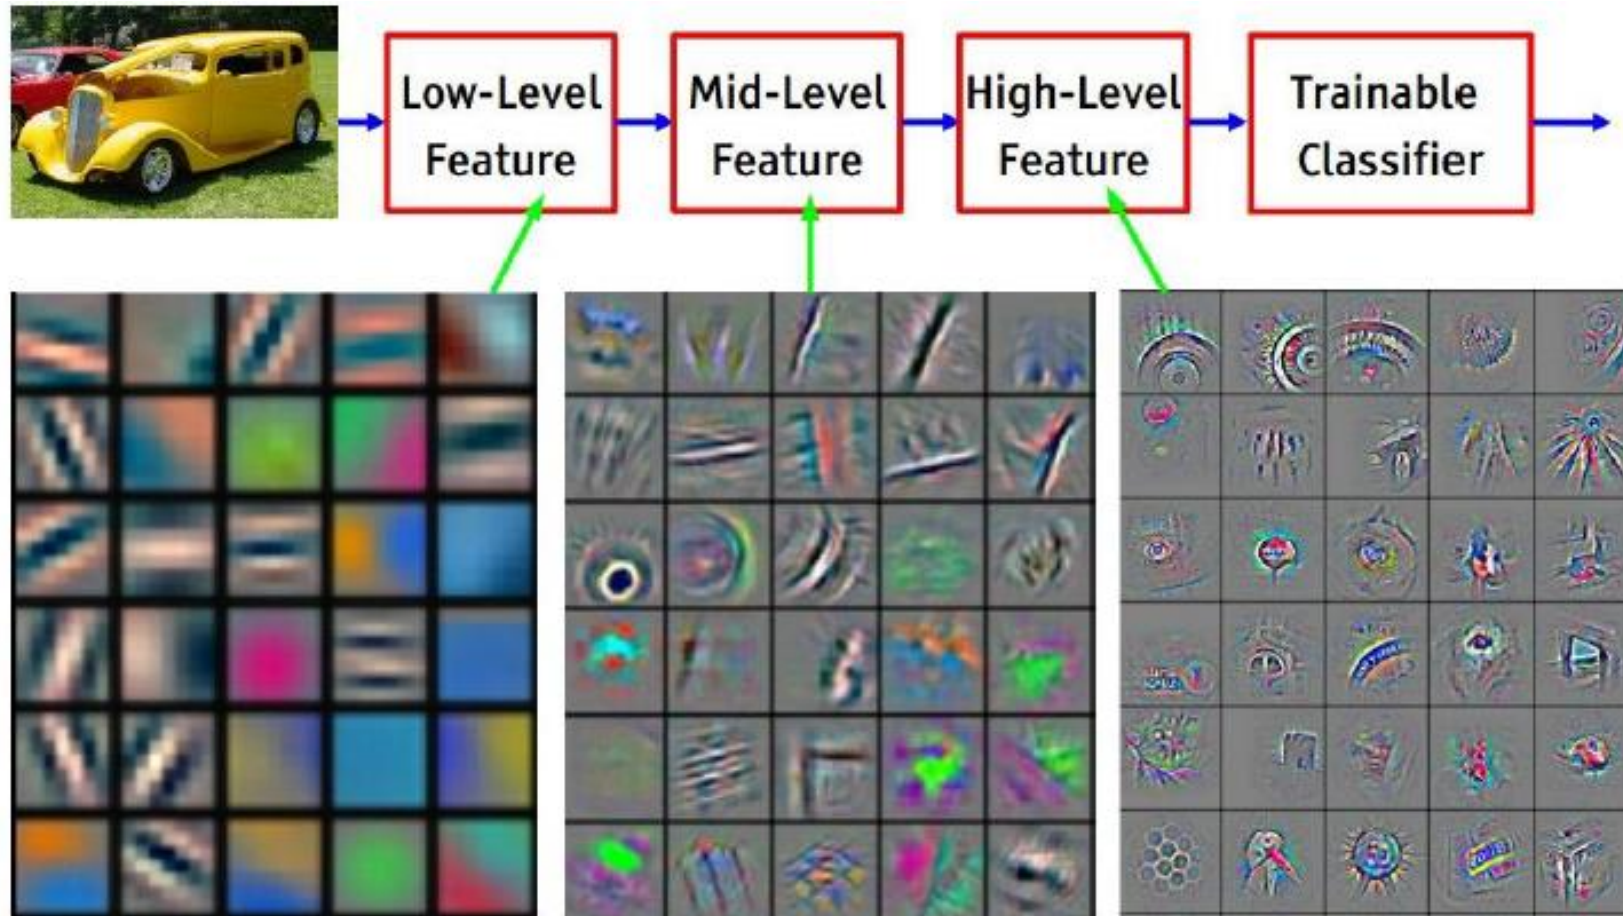 Low-Level
Feature
Mid-Level
Feature
High-Level
Feature
Trainable
Classifier